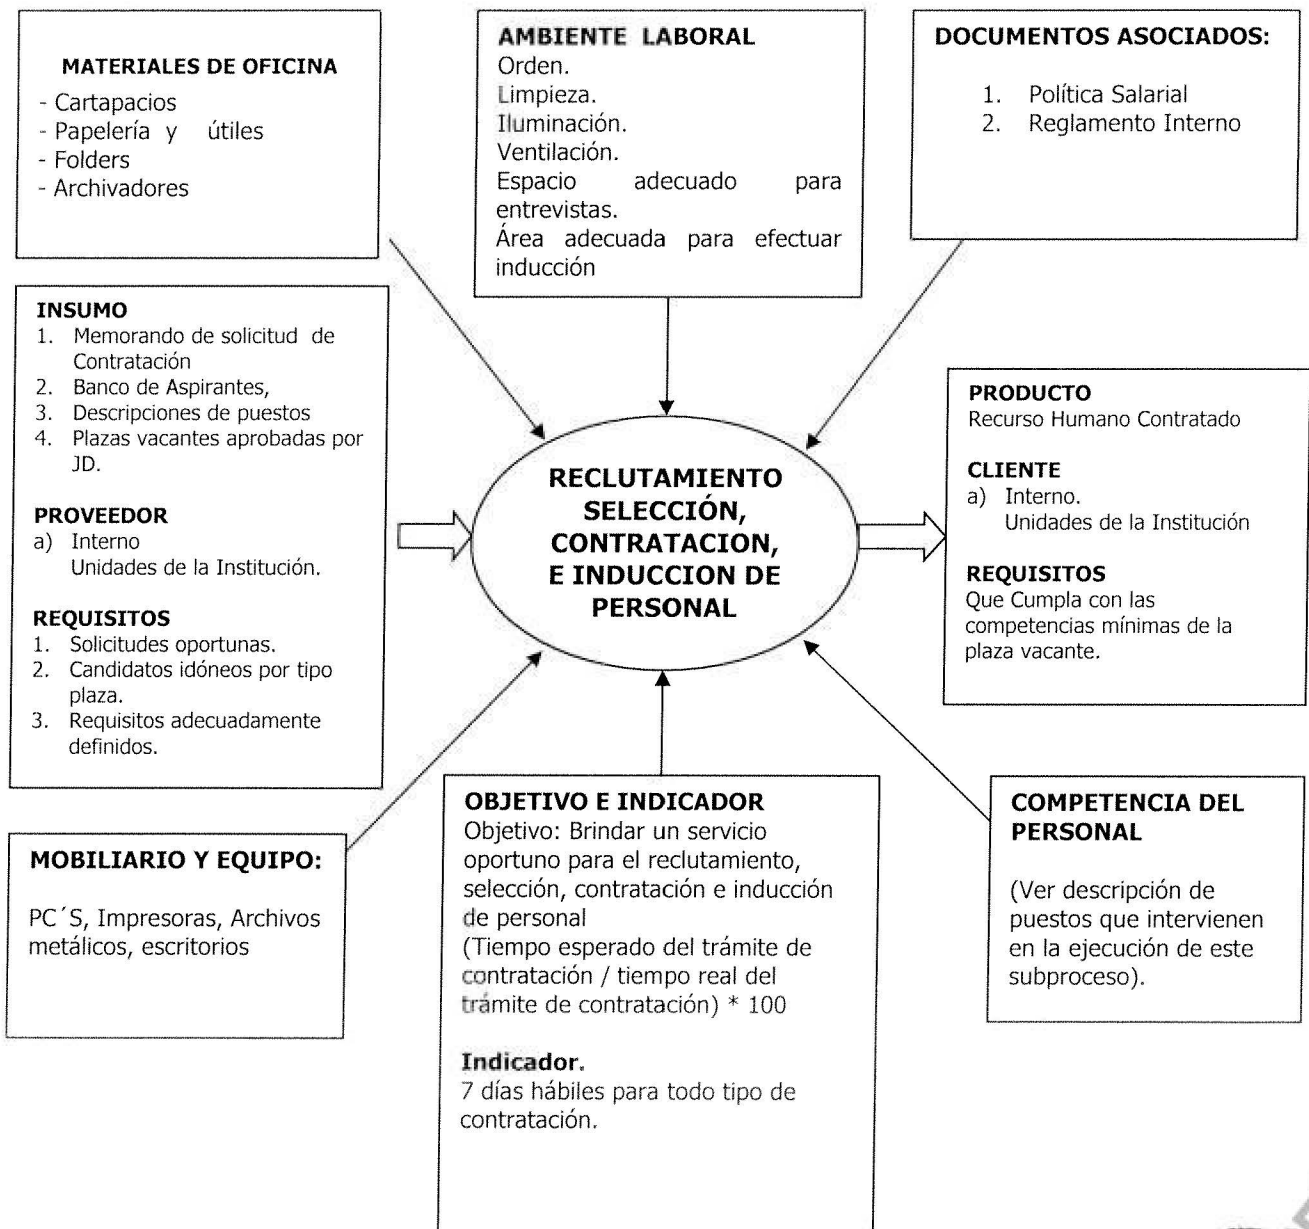 MATERIALES DE OFICINA
- Cartapacios
- Papelería y útiles
- Folders
- Archivadores
AMBIENTE LABORAL
Orden.
Limpieza.
Iluminación.
Ventilación.
Espacio adecuado para
entrevistas.
Área adecuada para efectuar
inducción
DOCUMENTOS ASOCIADOS:
1. Política Salarial
2. Reglamento Interno
INSUMO
1. Memorando de solicitud de
Contratación
2. Banco de Aspirantes,
3. Descripciones de puestos
4. Plazas vacantes aprobadas por
JD.
PROVEEDOR
a) Interno
Unidades de la Institución.
REQUISITOS
1. Solicitudes oportunas.
2. Candidatos idóneos por tipo
plaza.
3. Requisitos adecuadamente
definidos.
RECLUTAMIENTO
SELECCIÓN,
CONTRATACION,
E INDUCCION DE
PERSONAL
PRODUCTO
Recurso Humano Contratado
CLIENTE
a) Interno.
Unidades de la Institución
REQUISITOS
Que Cumpla con las
competencias mínimas de la
plaza vacante.
MOBILIARIO Y EQUIPO:
PC´S, Impresoras, Archivos
metálicos, escritorios
OBJETIVO E INDICADOR
Objetivo: Brindar un servicio
oportuno para el reclutamiento,
selección, contratación e inducción
de personal
(Tiempo esperado del trámite de
contratación / tiempo real del
trámite de contratación) * 100
Indicador.
7 días hábiles para todo tipo de
contratación.
COMPETENCIA DEL
PERSONAL
(Ver descripción de
puestos que intervienen
en la ejecución de este
subproceso).